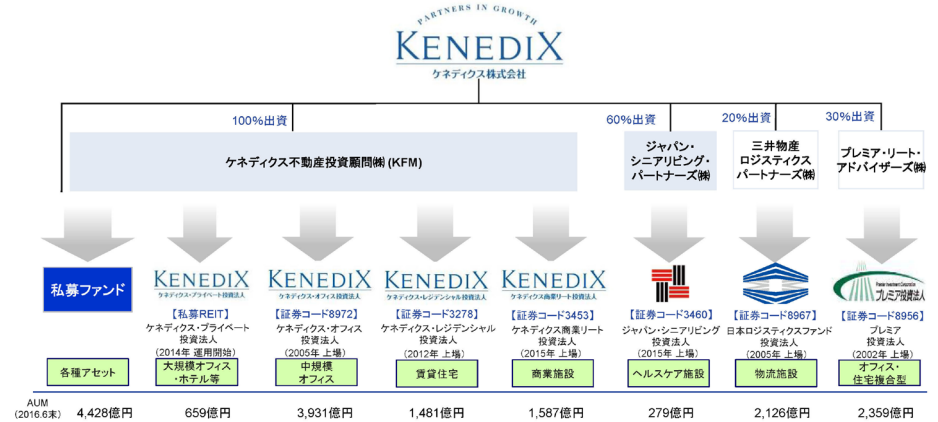 PARTNERS IN GROWTH
KENEDIX
ケネディクス株式会社
100%出資
60%出資
20%出資
30%出資
ケネディクス不動産投資顧問㈱ (KFM)
ジャパン・
シニアリビング・
パートナーズ㈱
三井物産
ロジスティクス
パートナーズ㈱
プレミア・リート・
アドバイザーズ㈱
私募ファンド
KENEDIX
ケネディクス・プライベート投資法人
KENEDIX
ケネディクス・オフィス投資法人
KENEDIX
ケネディクス・レジデンシャル投資法人
KENEDIX
ケネディクス商業リート投資法人
Premier Investment Corporation
プレミア投資法人
【私募REIT】
ケネディクス・プライベート
投資法人
(2014年 運用開始)
【証券コード8972】
ケネディクス・オフィス
投資法人
(2005年 上場)
【証券コード3278】
ケネディクス・レジデンシャル
投資法人
(2012年 上場)
【証券コード3453】
ケネディクス商業リート
投資法人
(2015年 上場)
【証券コード3460】
ジャパン・シニアリビング
投資法人
(2015年 上場)
【証券コード8967】
日本ロジスティクスファンド
投資法人
(2005年 上場)
【証券コード8956】
プレミア
投資法人
(2002年 上場)
各種アセット
大規模オフィス
・ホテル等
中規模
オフィス
賃貸住宅
商業施設
ヘルスケア施設
物流施設
オフィス・
住宅複合型
AUM
(2016.6末)
4,428億円
659億円
3,931億円
1,481億円
1,587億円
279億円
2,126億円
2,359億円